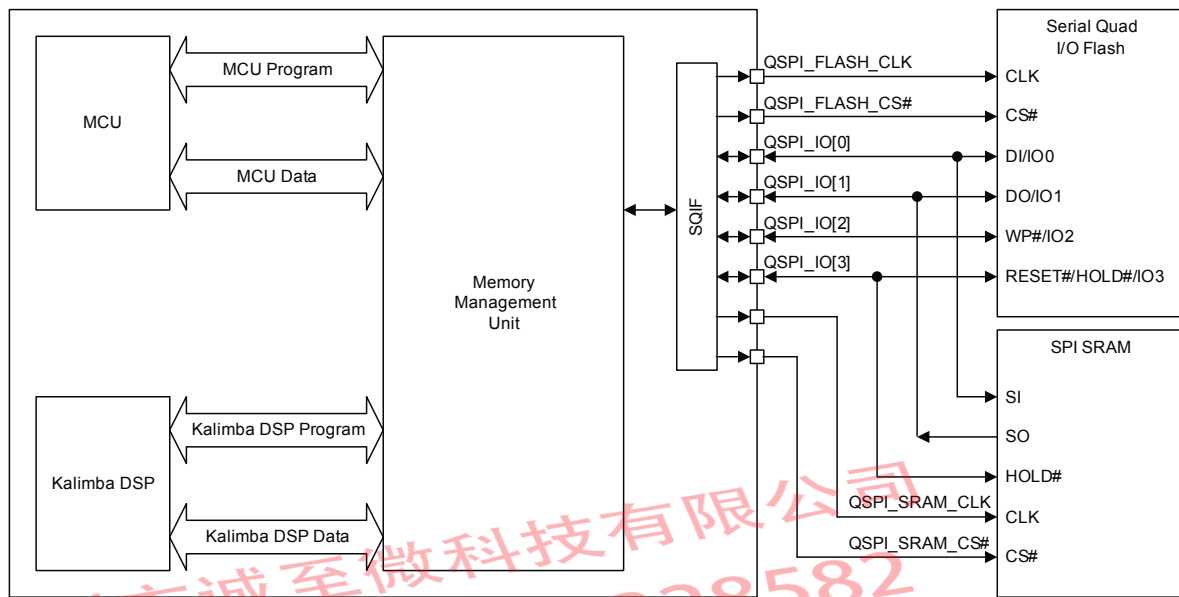 MCU
MCU Program
MCU Data
Kalimba DSP
Kalimba DSP Program
Kalimba DSP Data
Memory
Management
Unit
SQIF
QSPI_FLASH_CLK
QSPI_FLASH_CS#
QSPI_IO[0]
QSPI_IO[1]
QSPI_IO[2]
QSPI_IO[3]
QSPI_SRAM_CLK
QSPI_SRAM_CS#
Serial Quad
I/O Flash
CLK
CS#
DI/IO0
DO/IO1
WP#/IO2
RESET#/HOLD#/IO3
SPI SRAM
SI
SO
HOLD#
CLK
CS#
诚至微科技有限公司
38582